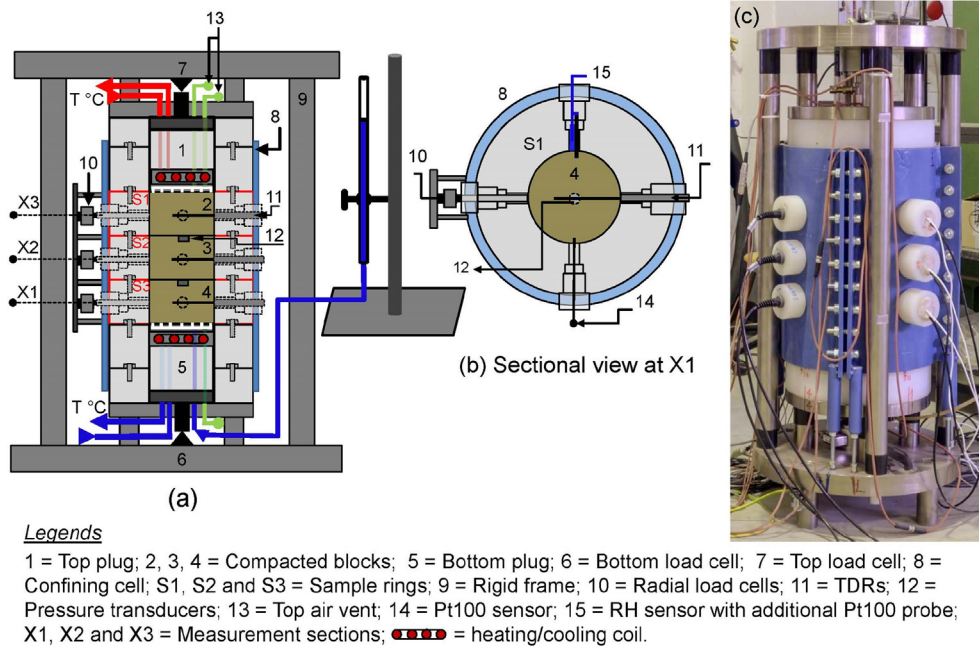 13
7
T °C
1
9
8
10
S1
2
11
X3
12
S2
3
X2
S3
X1
4
5
T °C
6
(a)
15
8
S1
10
4
11
12
14
(b) Sectional view at X1
(c)
Legends
1 = Top plug; 2, 3, 4 = Compacted blocks; 5 = Bottom plug; 6 = Bottom load cell; 7 = Top load cell; 8 =
Confining cell; S1, S2 and S3 = Sample rings; 9 = Rigid frame; 10 = Radial load cells; 11 = TDRs; 12 =
Pressure transducers; 13 = Top air vent; 14 = Pt100 sensor; 15 = RH sensor with additional Pt100 probe;
X1, X2 and X3 = Measurement sections; = heating/cooling coil.